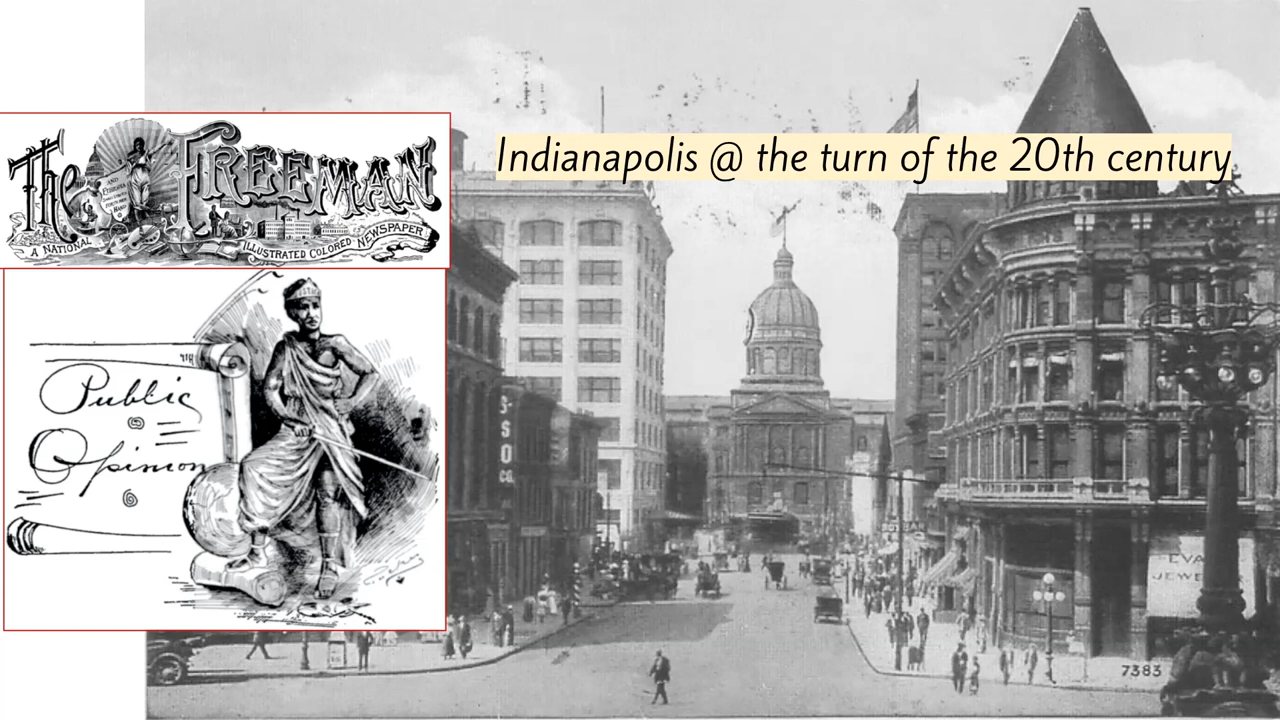 Indianapolis @ the turn of the 20th century
The FREEMAN
A NATIONAL ILLUSTRATED COLORED NEWSPAPER
Public
Opinion
7383